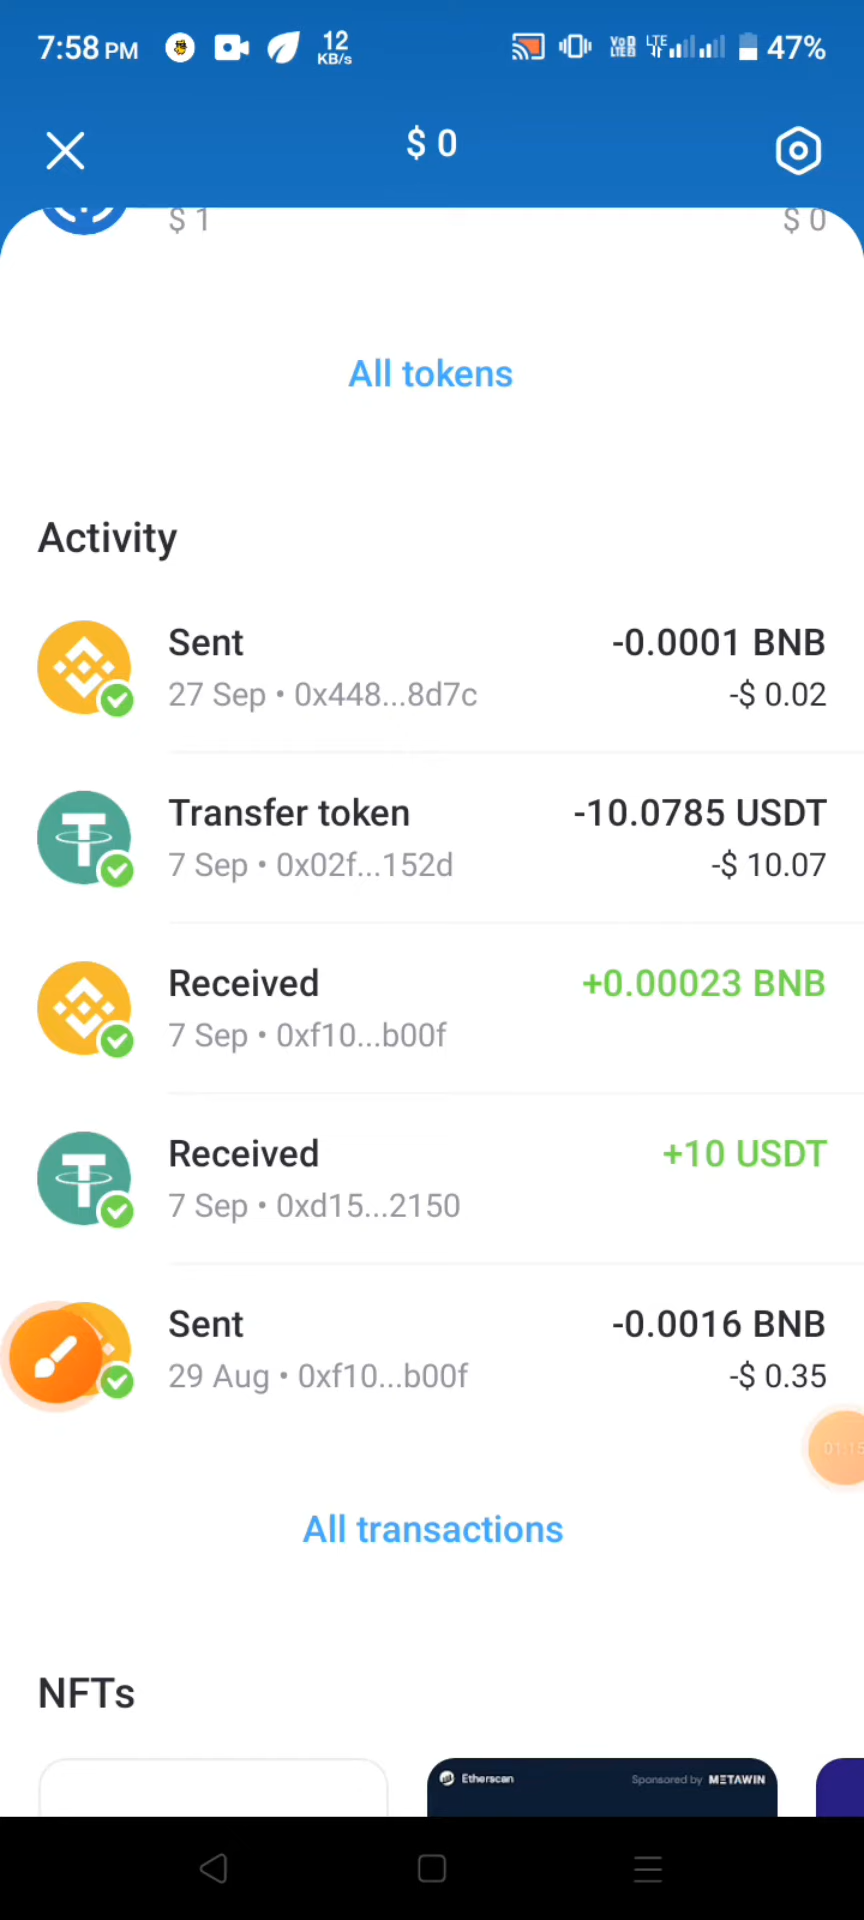 7:58 PM 12 KB/s VoD LTE LTE 47%
$ 0
$ 1 $ 0
All tokens
Activity
Sent -0.0001 BNB
27 Sep • 0x448...8d7c -$ 0.02
Transfer token -10.0785 USDT
7 Sep • 0x02f...152d -$ 10.07
Received +0.00023 BNB
7 Sep • 0xf10...b00f
Received +10 USDT
7 Sep • 0xd15...2150
Sent -0.0016 BNB
29 Aug • 0xf10...b00f -$ 0.35
All transactions
NFTs
Etherscan Sponsored by METAWIN